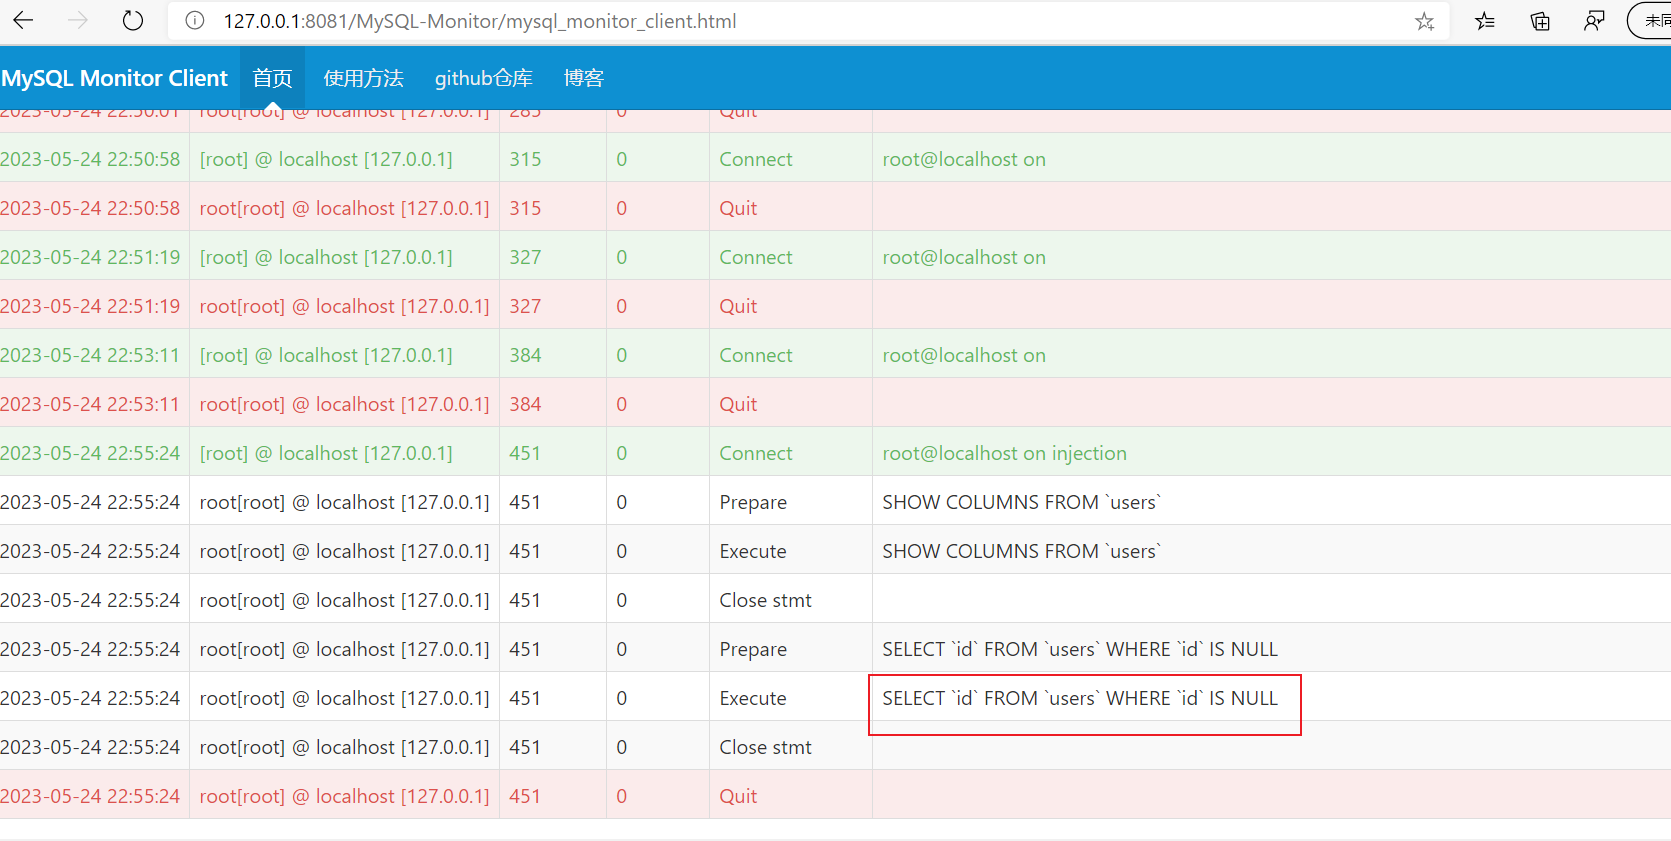 127.0.0.1:8081/MySQL-Monitor/mysql_monitor_client.html
MySQL Monitor Client 首页 使用方法 github仓库 博客
2023-05-24 22:50:01 root[root] @ localhost [127.0.0.1] 285 0 Quit
2023-05-24 22:50:58 [root] @ localhost [127.0.0.1] 315 0 Connect root@localhost on
2023-05-24 22:50:58 root[root] @ localhost [127.0.0.1] 315 0 Quit
2023-05-24 22:51:19 [root] @ localhost [127.0.0.1] 327 0 Connect root@localhost on
2023-05-24 22:51:19 root[root] @ localhost [127.0.0.1] 327 0 Quit
2023-05-24 22:53:11 [root] @ localhost [127.0.0.1] 384 0 Connect root@localhost on
2023-05-24 22:53:11 root[root] @ localhost [127.0.0.1] 384 0 Quit
2023-05-24 22:55:24 [root] @ localhost [127.0.0.1] 451 0 Connect root@localhost on injection
2023-05-24 22:55:24 root[root] @ localhost [127.0.0.1] 451 0 Prepare SHOW COLUMNS FROM `users`
2023-05-24 22:55:24 root[root] @ localhost [127.0.0.1] 451 0 Execute SHOW COLUMNS FROM `users`
2023-05-24 22:55:24 root[root] @ localhost [127.0.0.1] 451 0 Close stmt
2023-05-24 22:55:24 root[root] @ localhost [127.0.0.1] 451 0 Prepare SELECT `id` FROM `users` WHERE `id` IS NULL
2023-05-24 22:55:24 root[root] @ localhost [127.0.0.1] 451 0 Execute SELECT `id` FROM `users` WHERE `id` IS NULL
2023-05-24 22:55:24 root[root] @ localhost [127.0.0.1] 451 0 Close stmt
2023-05-24 22:55:24 root[root] @ localhost [127.0.0.1] 451 0 Quit